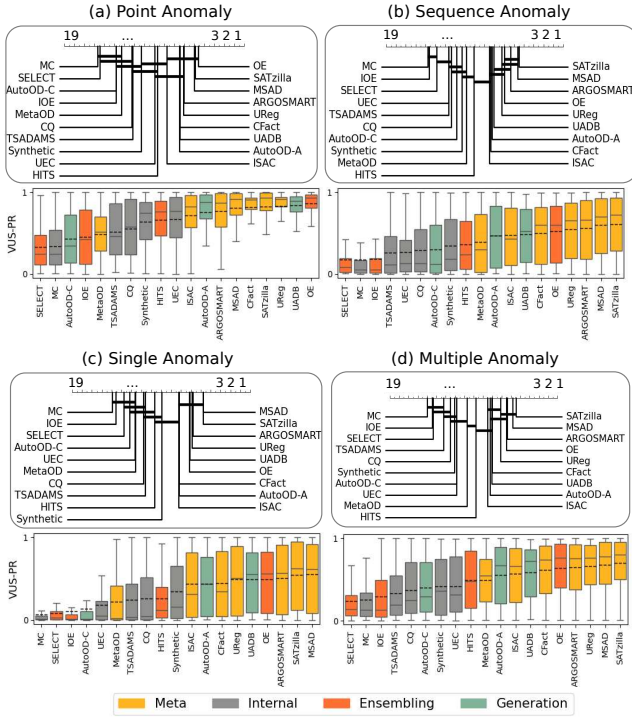 (a) Point Anomaly
19 ... 3 2 1
MC OE
SELECT SATzilla
AutoOD-C MSAD
IOE ARGOSMART
MetaOD UReg
CQ CFact
TSADAMS UADB
Synthetic AutoOD-A
UEC ISAC
HITS
VUS-PR
1
0
SELECT MC AutoOD-C IOE MetaOD TSADAMS CQ Synthetic HITS UEC ISAC AutoOD-A ARGOSMART MSAD CFact SATzilla UReg UADB OE
(b) Sequence Anomaly
19 ... 3 2 1
MC SATzilla
IOE MSAD
SELECT ARGOSMART
UEC OE
CQ UReg
TSADAMS UADB
AutoOD-C AutoOD-A
Synthetic CFact
MetaOD ISAC
HITS
1
0
SELECT MC IOE TSADAMS UEC CQ AutoOD-C Synthetic HITS MetaOD AutoOD-A ISAC UADB CFact OE UReg ARGOSMART MSAD SATzilla
(c) Single Anomaly
19 ... 3 2 1
MC MSAD
IOE SATzilla
SELECT ARGOSMART
AutoOD-C UReg
UEC UADB
MetaOD OE
CQ CFact
TSADAMS AutoOD-A
HITS ISAC
Synthetic
VUS-PR
1
0
MC SELECT IOE AutoOD-C UEC MetaOD TSADAMS CQ HITS Synthetic ISAC AutoOD-A CFact UReg UADB OE ARGOSMART SATzilla MSAD
(d) Multiple Anomaly
19 ... 3 2 1
MC SATzilla
IOE MSAD
SELECT ARGOSMART
TSADAMS OE
CQ UReg
Synthetic CFact
AutoOD-C UADB
UEC AutoOD-A
MetaOD ISAC
HITS
1
0
SELECT MC IOE TSADAMS CQ AutoOD-C Synthetic UEC HITS MetaOD AutoOD-A ISAC UADB CFact OE ARGOSMART UReg MSAD SATzilla
Meta Internal Ensembling Generation